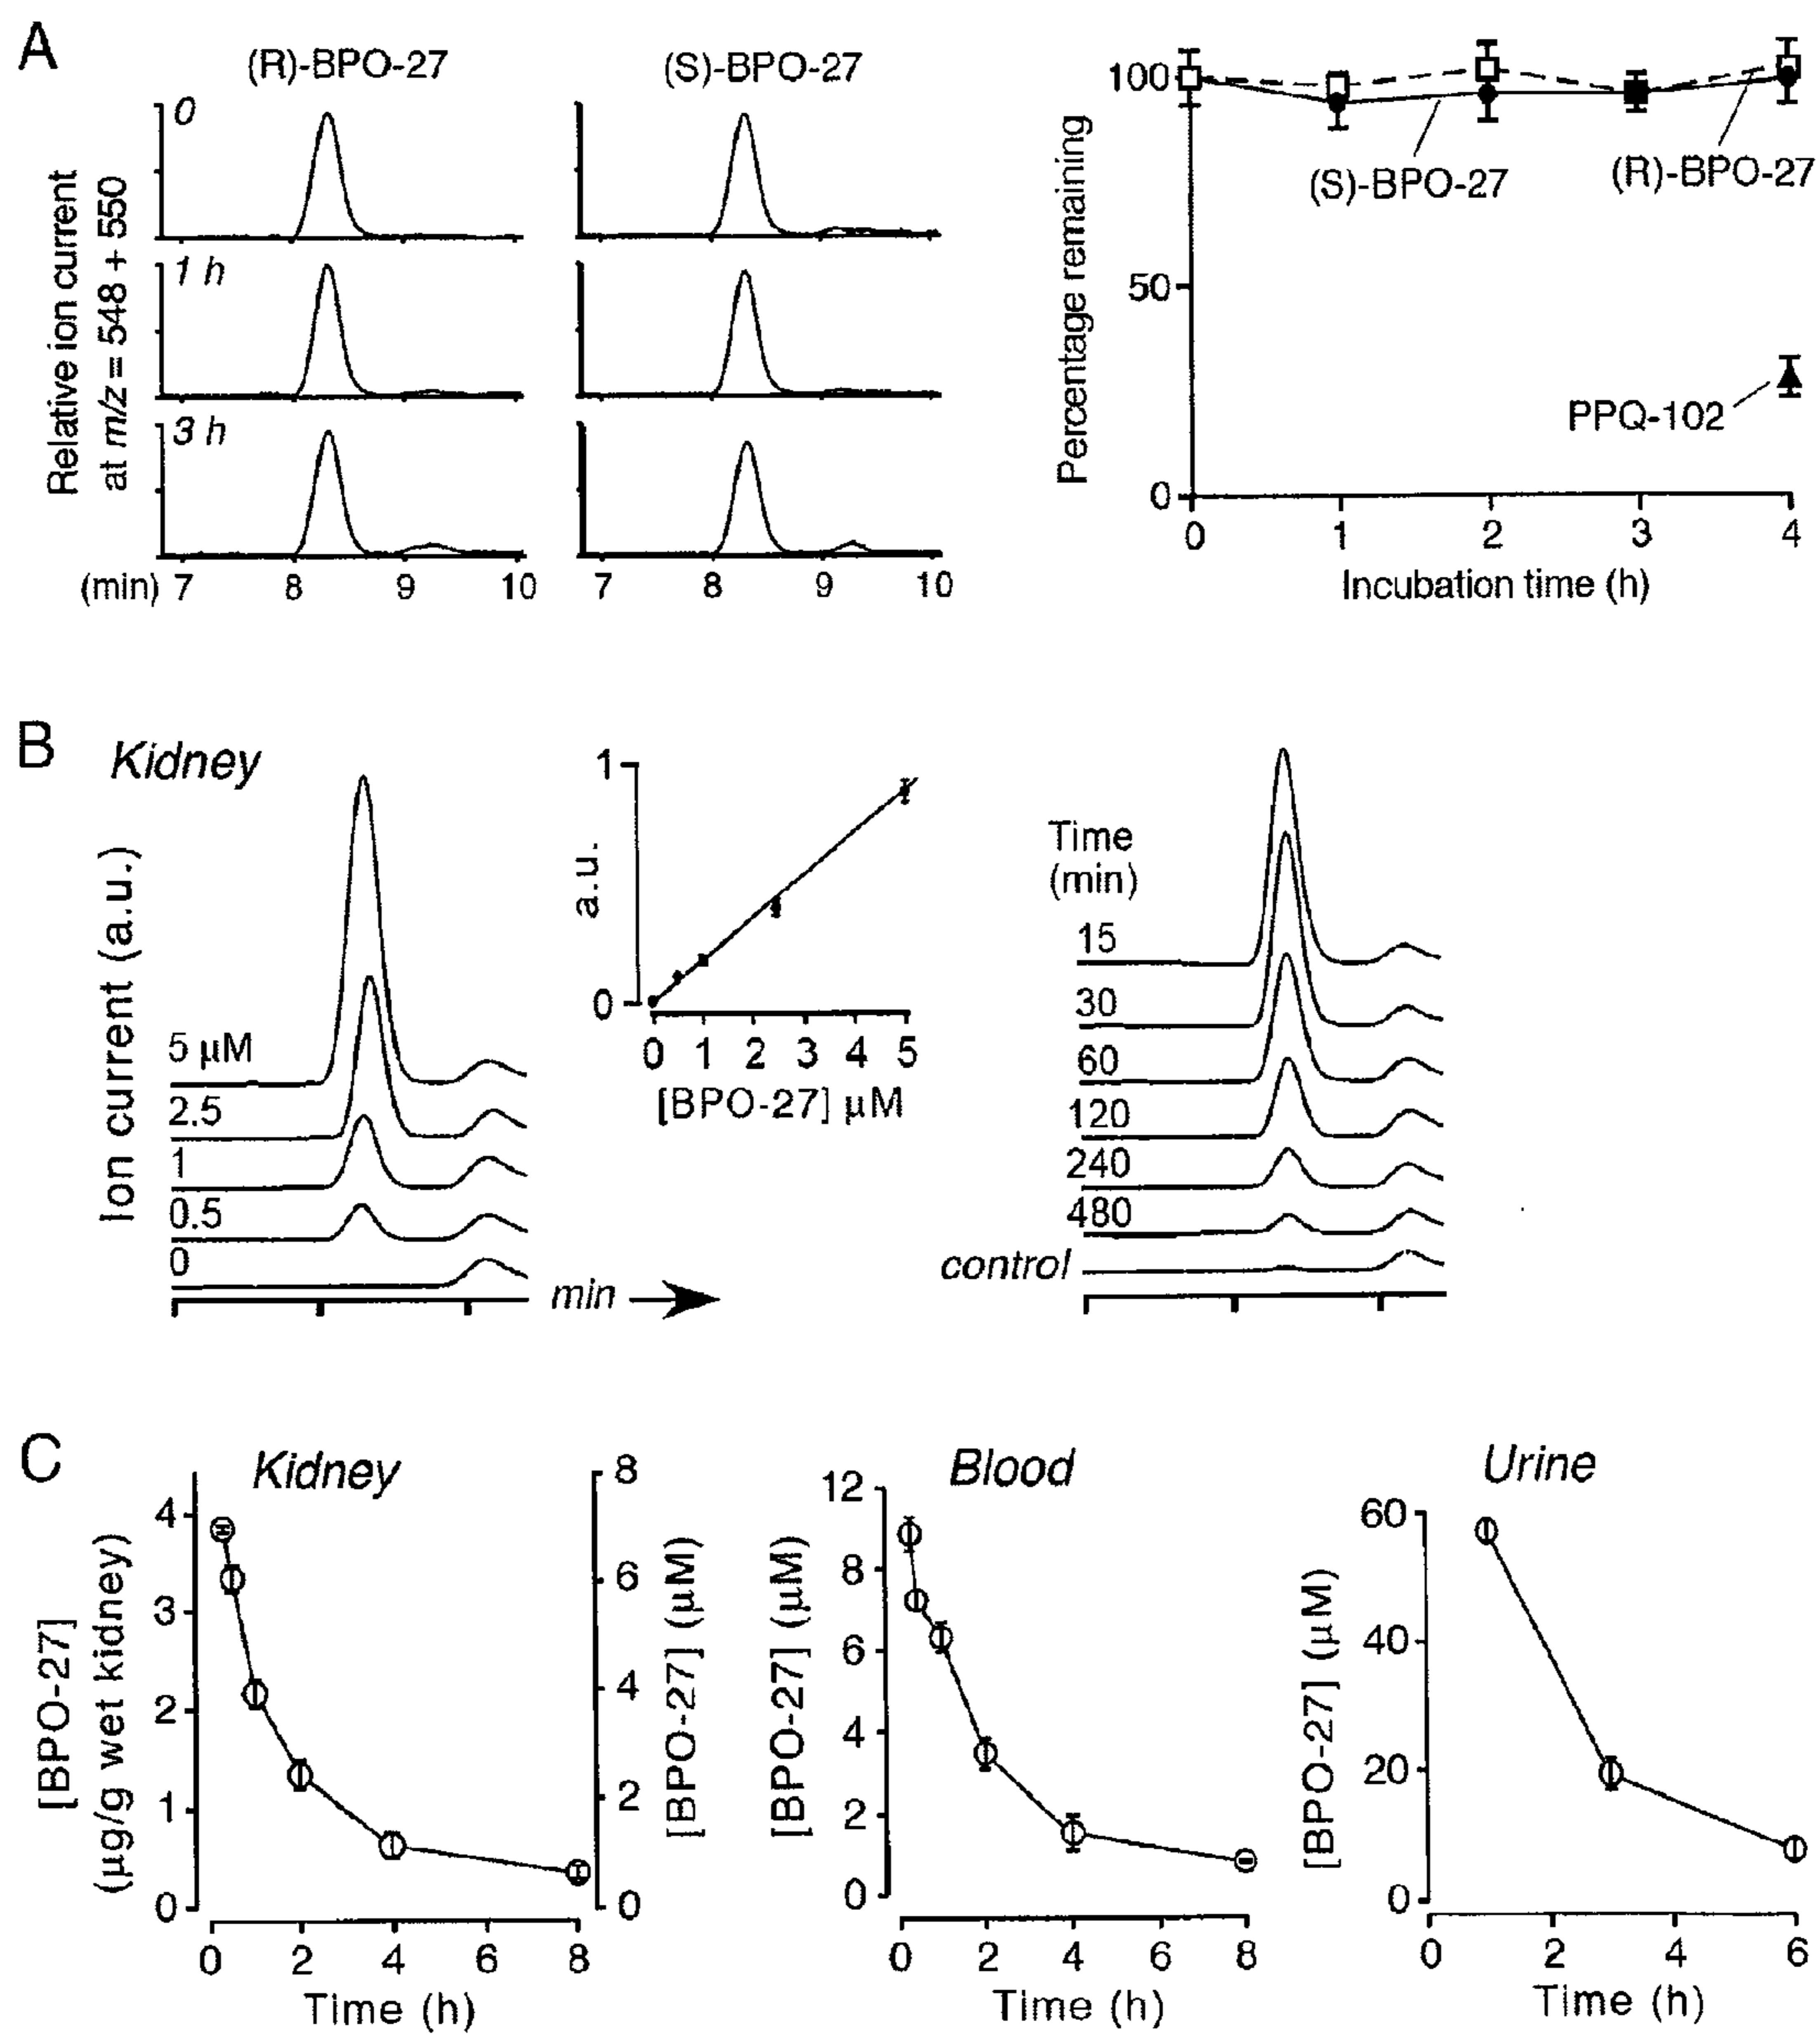 A
(R)-BPO-27
(S)-BPO-27
Relative ion current
at m/z = 548 + 550
0
1 h
3 h
(min) 7 8 9 10
7 8 9 10
Percentage remaining
100
50
0
(S)-BPO-27
(R)-BPO-27
PPQ-102
0 1 2 3 4
Incubation time (h)
B
Kidney
Ion current (a.u.)
5 μM
2.5
1
0.5
0
min
1
a.u.
0
0 1 2 3 4 5
[BPO-27] μM
Time
(min)
15
30
60
120
240
480
control
C
Kidney
[BPO-27]
(μg/g wet kidney)
4
3
2
1
0
8
6
4
2
0
[BPO-27] (μM)
0 2 4 6 8
Time (h)
Blood
[BPO-27] (μM)
12
8
6
4
2
0
0 2 4 6 8
Time (h)
Urine
[BPO-27] (μM)
60
40
20
0
0 2 4 6
Time (h)